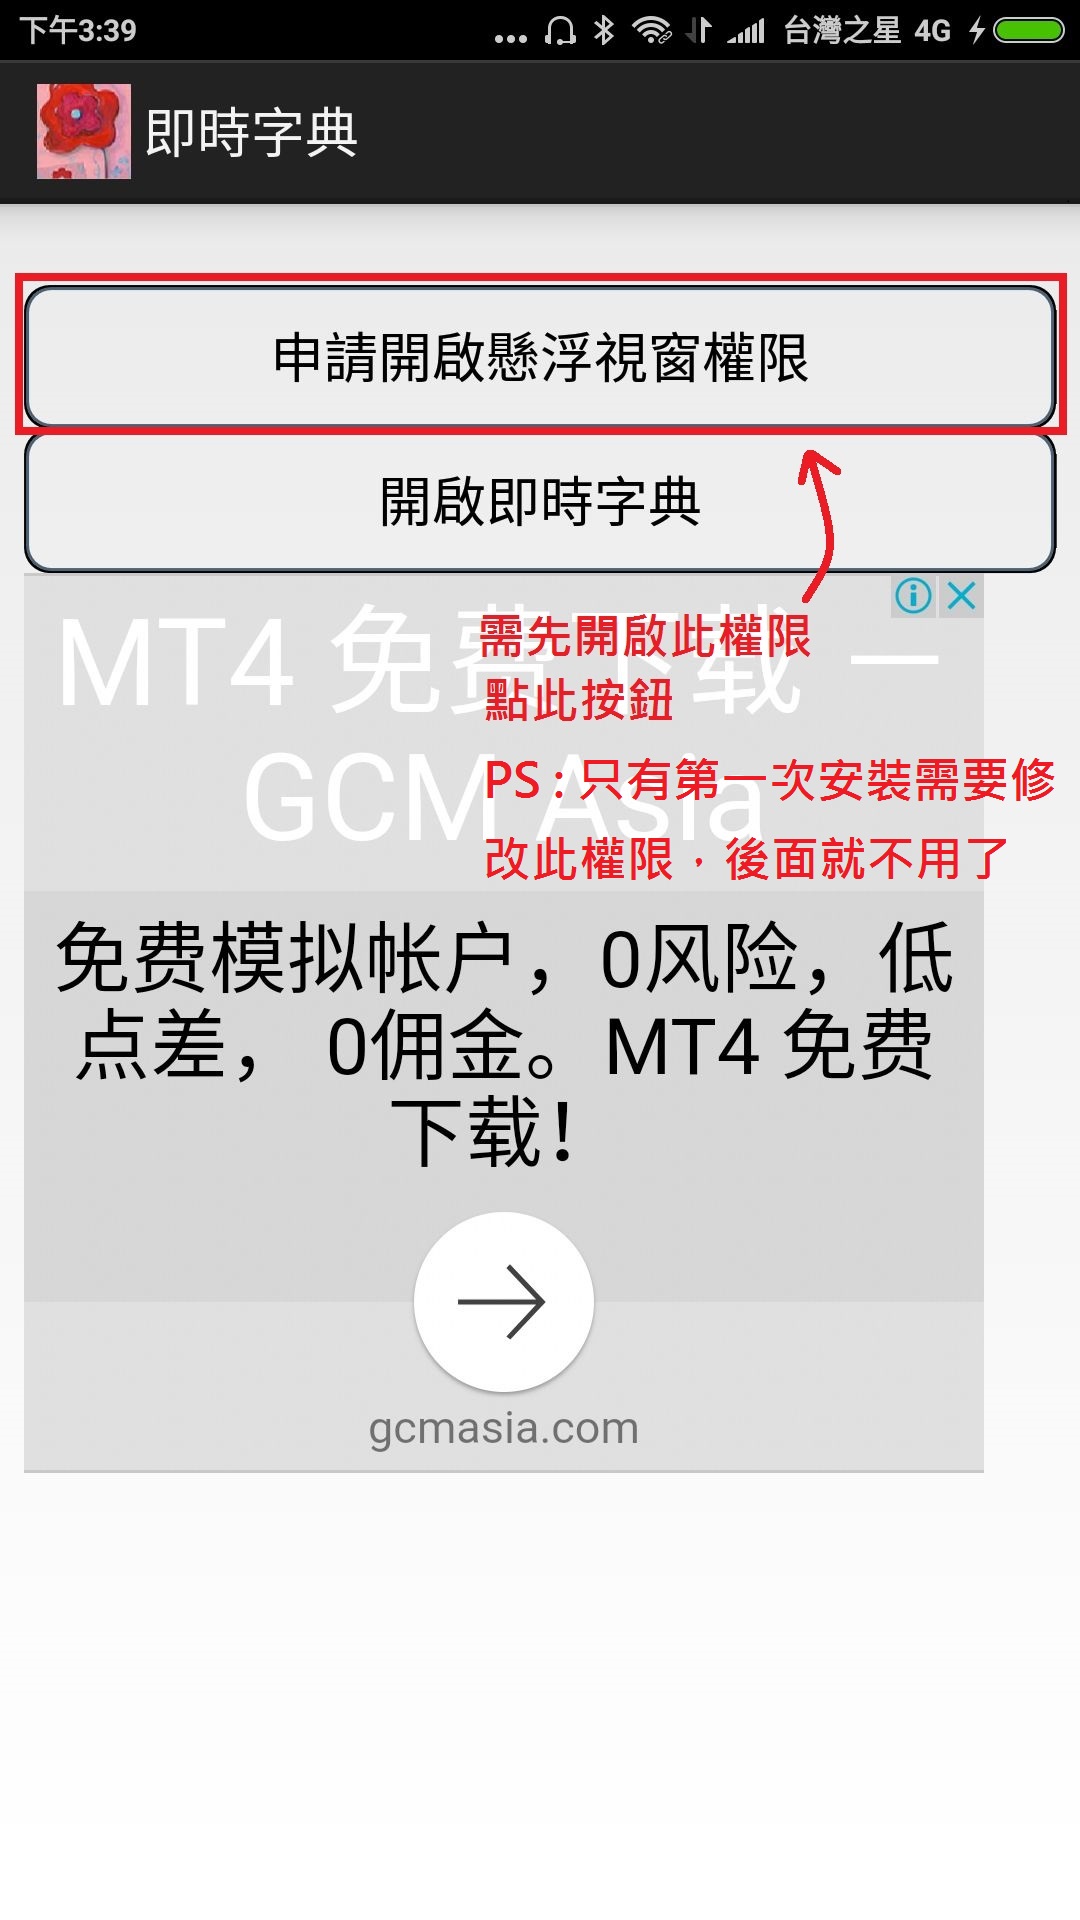 下午3:39
台灣之星 4G
即時字典
申請開啟懸浮視窗權限
開啟即時字典
MT4 免費下载 一
GCM Asia
需先開啟此權限
點此按鈕
PS：只有第一次安裝需要修
改此權限，後面就不用了
免费模拟帐户，0风险，低
点差， 0佣金。MT4 免费
下载！
gcmasia.com